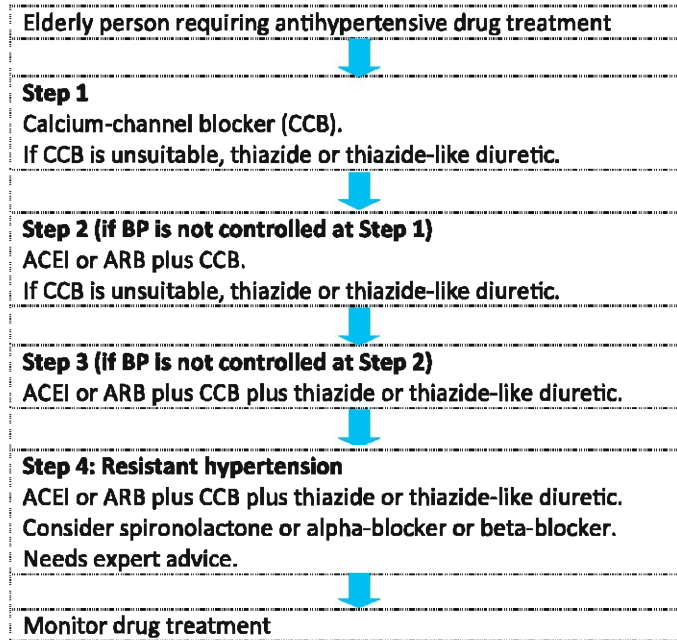 Elderly person requiring antihypertensive drug treatment
Step 1
Calcium-channel blocker (CCB).
If CCB is unsuitable, thiazide or thiazide-like diuretic.
Step 2 (if BP is not controlled at Step 1)
ACEI or ARB plus CCB.
If CCB is unsuitable, thiazide or thiazide-like diuretic.
Step 3 (if BP is not controlled at Step 2)
ACEI or ARB plus CCB plus thiazide or thiazide-like diuretic.
Step 4: Resistant hypertension
ACEI or ARB plus CCB plus thiazide or thiazide-like diuretic.
Consider spironolactone or alpha-blocker or beta-blocker.
Needs expert advice.
Monitor drug treatment